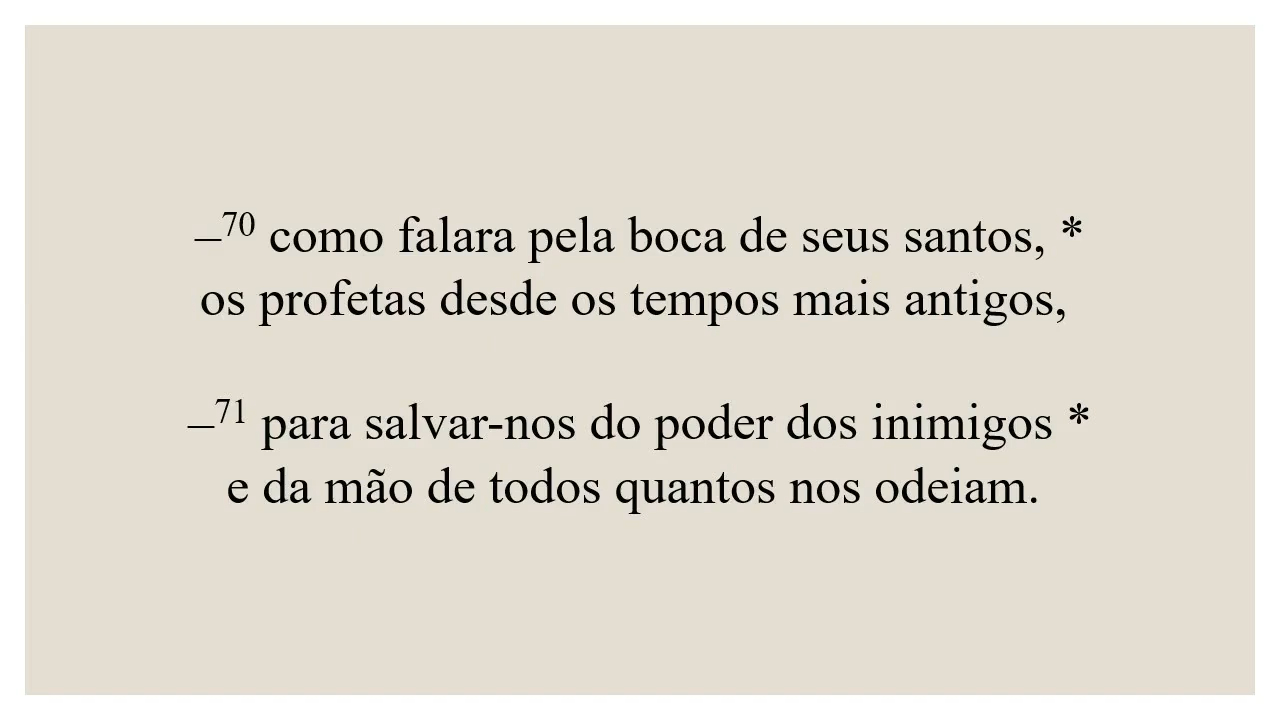 –70 como falara pela boca de seus santos, *
os profetas desde os tempos mais antigos,
–71 para salvar-nos do poder dos inimigos *
e da mão de todos quantos nos odeiam.